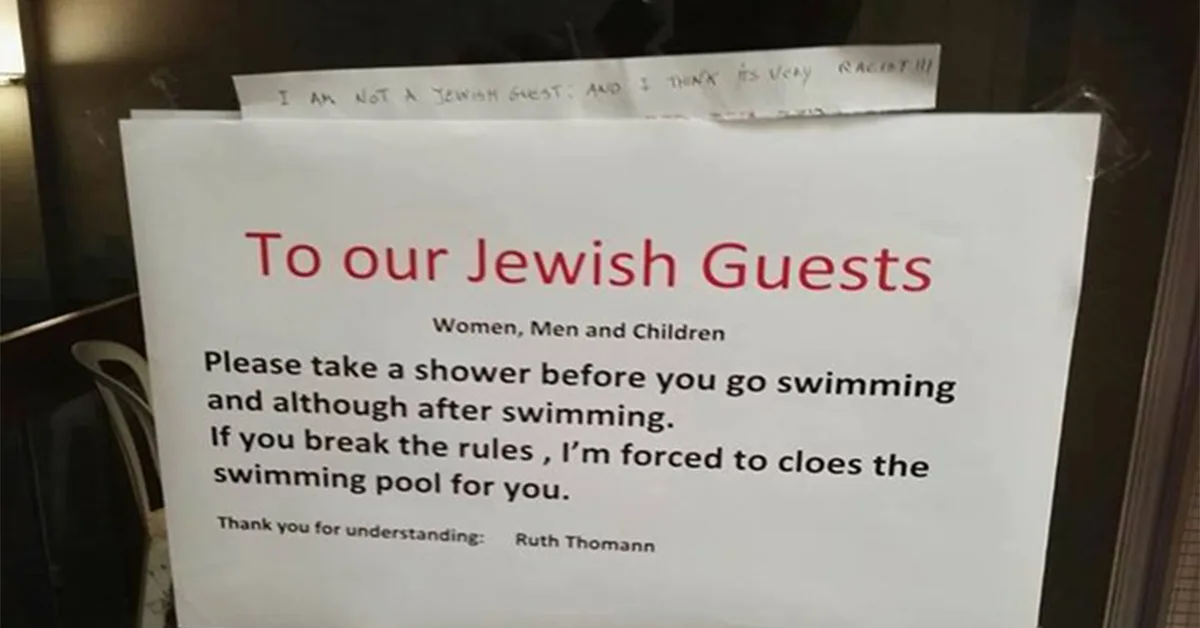 I AM NOT A JEWISH GUEST: AND I THINK its Very RACIST!!!
To our Jewish Guests
Women, Men and Children
Please take a shower before you go swimming
and although after swimming.
If you break the rules , I'm forced to cloes the
swimming pool for you.
Thank you for understanding: Ruth Thomann